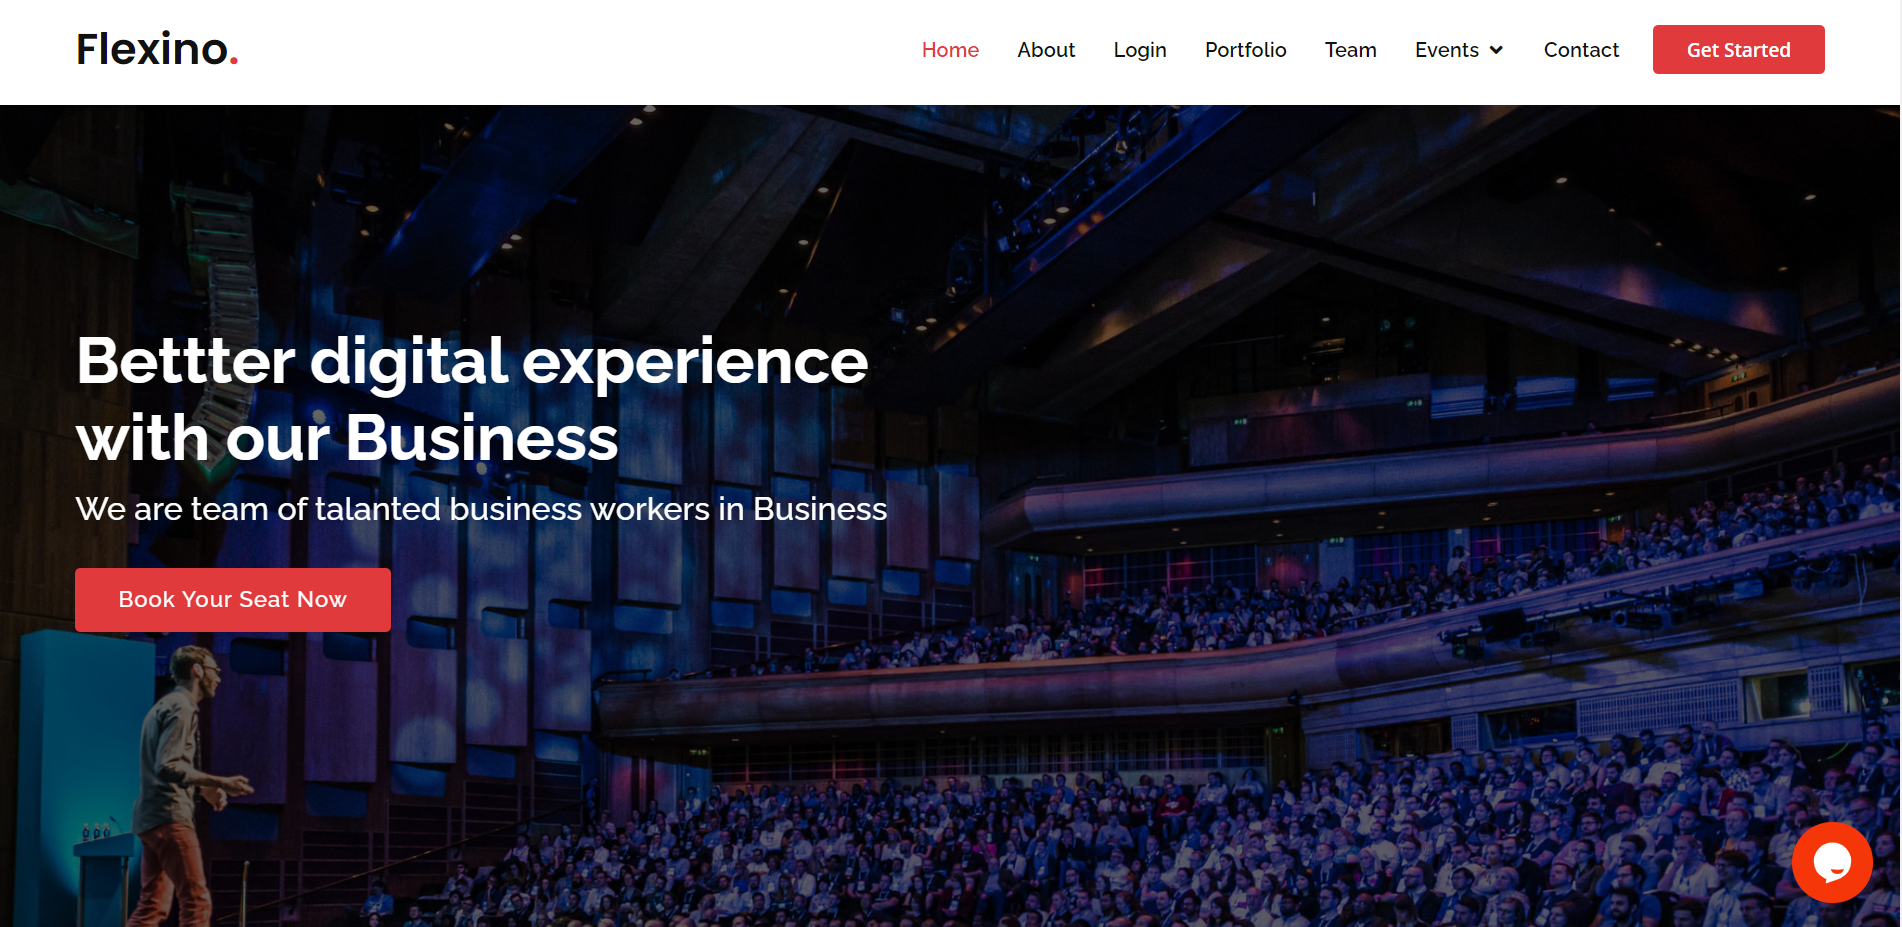 Flexino.
Home About Login Portfolio Team Events Contact Get Started
Bettter digital experience
with our Business
We are team of talanted business workers in Business
Book Your Seat Now